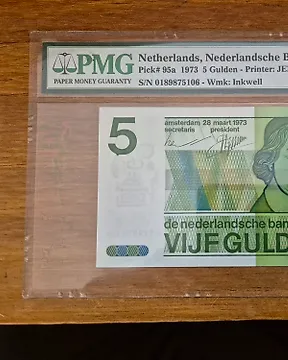 PMG
PAPER MONEY GUARANTY
Netherlands, Nederlandsche B
Pick# 95a 1973 5 Gulden - Printer: JE
S/N 0189875106 - Wmk: Inkwell
5
amsterdam, 28 maart 1973
secretaris president
de nederlandsche ban
VIJF GULD